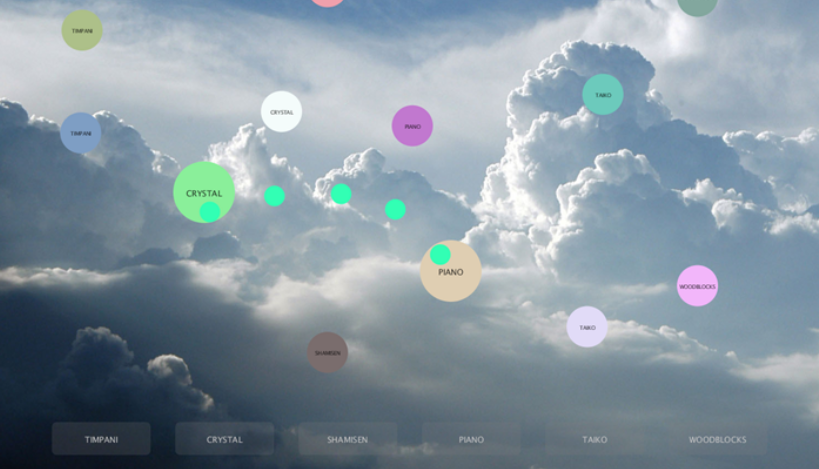 TIMPANI
TAIKO
CRYSTAL
PIANO
TIMPANI
CRYSTAL
PIANO
WOODBLOCKS
TAIKO
SHAMISEN
TIMPANI CRYSTAL SHAMISEN PIANO TAIKO WOODBLOCKS